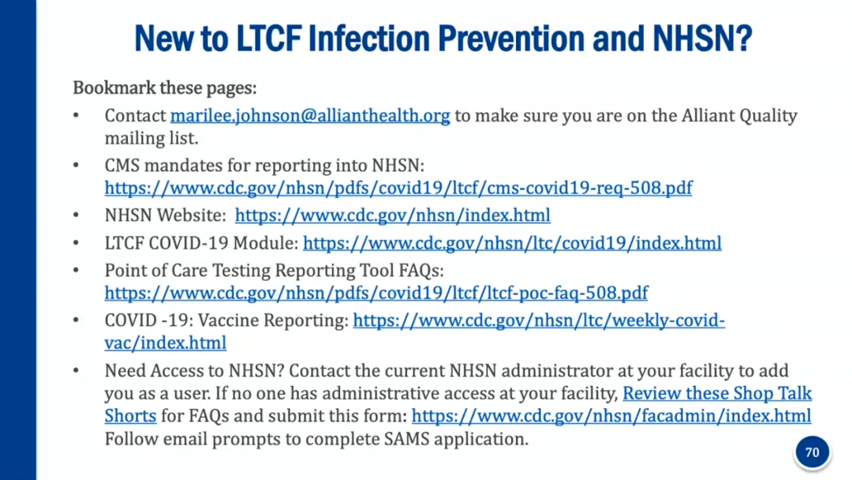 New to LTCF Infection Prevention and NHSN?
Bookmark these pages:
• Contact marilee.johnson@allianthealth.org to make sure you are on the Alliant Quality
mailing list.
• CMS mandates for reporting into NHSN:
https://www.cdc.gov/nhsn/pdfs/covid19/ltcf/cms-covid19-req-508.pdf
• NHSN Website: https://www.cdc.gov/nhsn/index.html
• LTCF COVID-19 Module: https://www.cdc.gov/nhsn/ltc/covid19/index.html
• Point of Care Testing Reporting Tool FAQs:
https://www.cdc.gov/nhsn/pdfs/covid19/ltcf/ltcf-poc-faq-508.pdf
• COVID -19: Vaccine Reporting: https://www.cdc.gov/nhsn/ltc/weekly-covid-
vac/index.html
• Need Access to NHSN? Contact the current NHSN administrator at your facility to add
you as a user. If no one has administrative access at your facility, Review these Shop Talk
Shorts for FAQs and submit this form: https://www.cdc.gov/nhsn/facadmin/index.html
Follow email prompts to complete SAMS application.
70